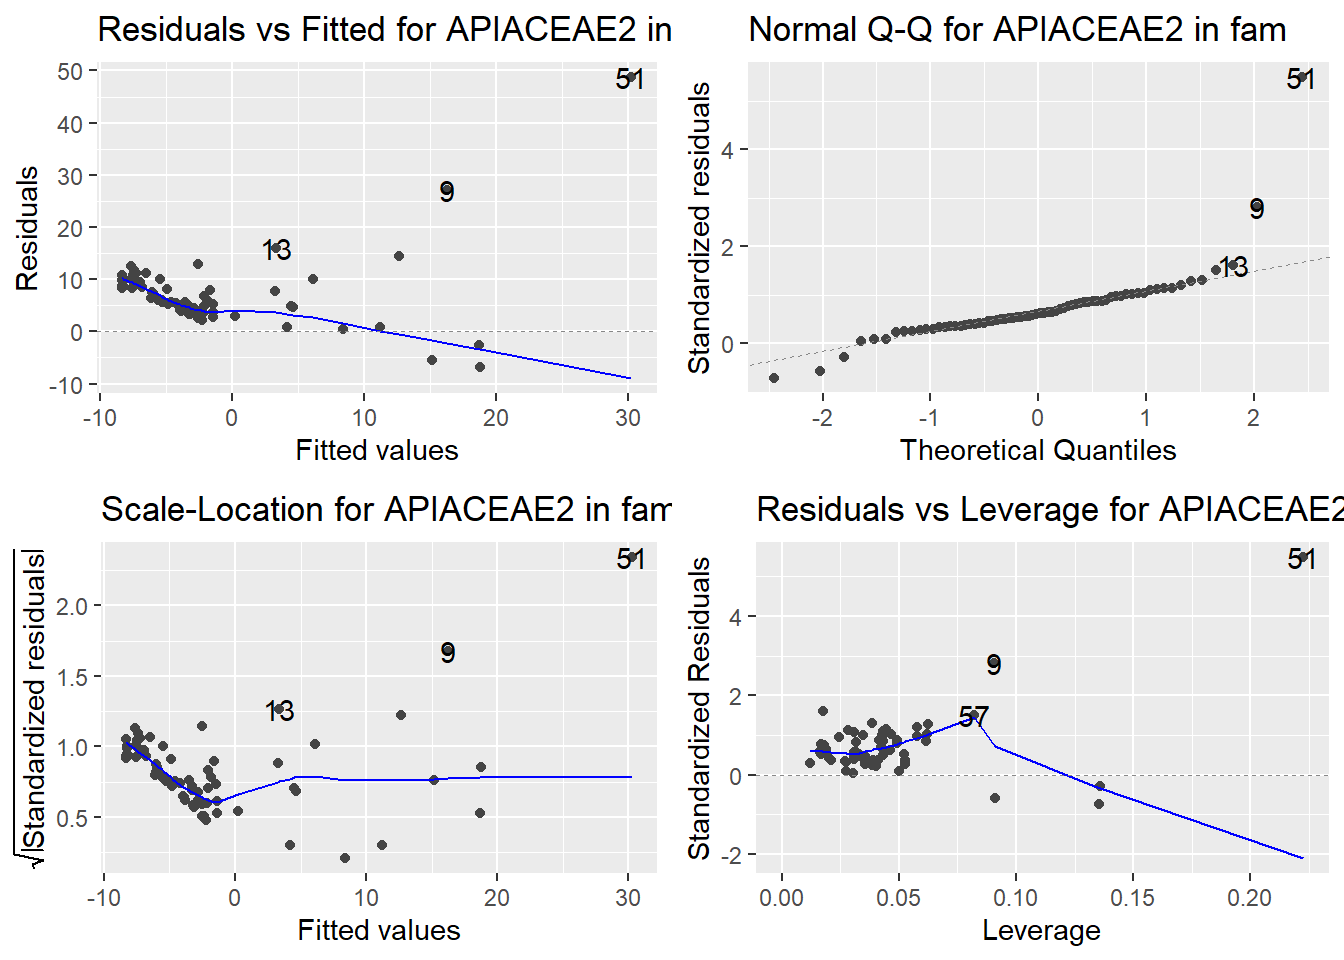 Residuals vs Fitted for APIACEAE2 in
50
40
30
20
10
0
-10
Residuals
51
9
13
-10 0 10 20 30
Fitted values
Normal Q-Q for APIACEAE2 in fam
4
2
0
Standardized residuals
51
9
13
-2 -1 0 1 2
Theoretical Quantiles
Scale-Location for APIACEAE2 in fam
2.0
1.5
1.0
0.5
√|Standardized residuals|
51
9
13
-10 0 10 20 30
Fitted values
Residuals vs Leverage for APIACEAE2
4
2
0
-2
Standardized Residuals
51
9
57
0.00 0.05 0.10 0.15 0.20
Leverage